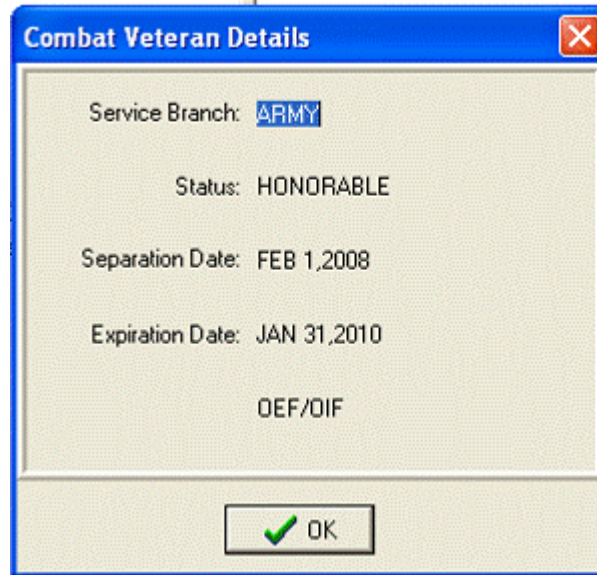 Combat Veteran Details
Service Branch: ARMY
Status: HONORABLE
Separation Date: FEB 1,2008
Expiration Date: JAN 31,2010
OEF/OIF
OK